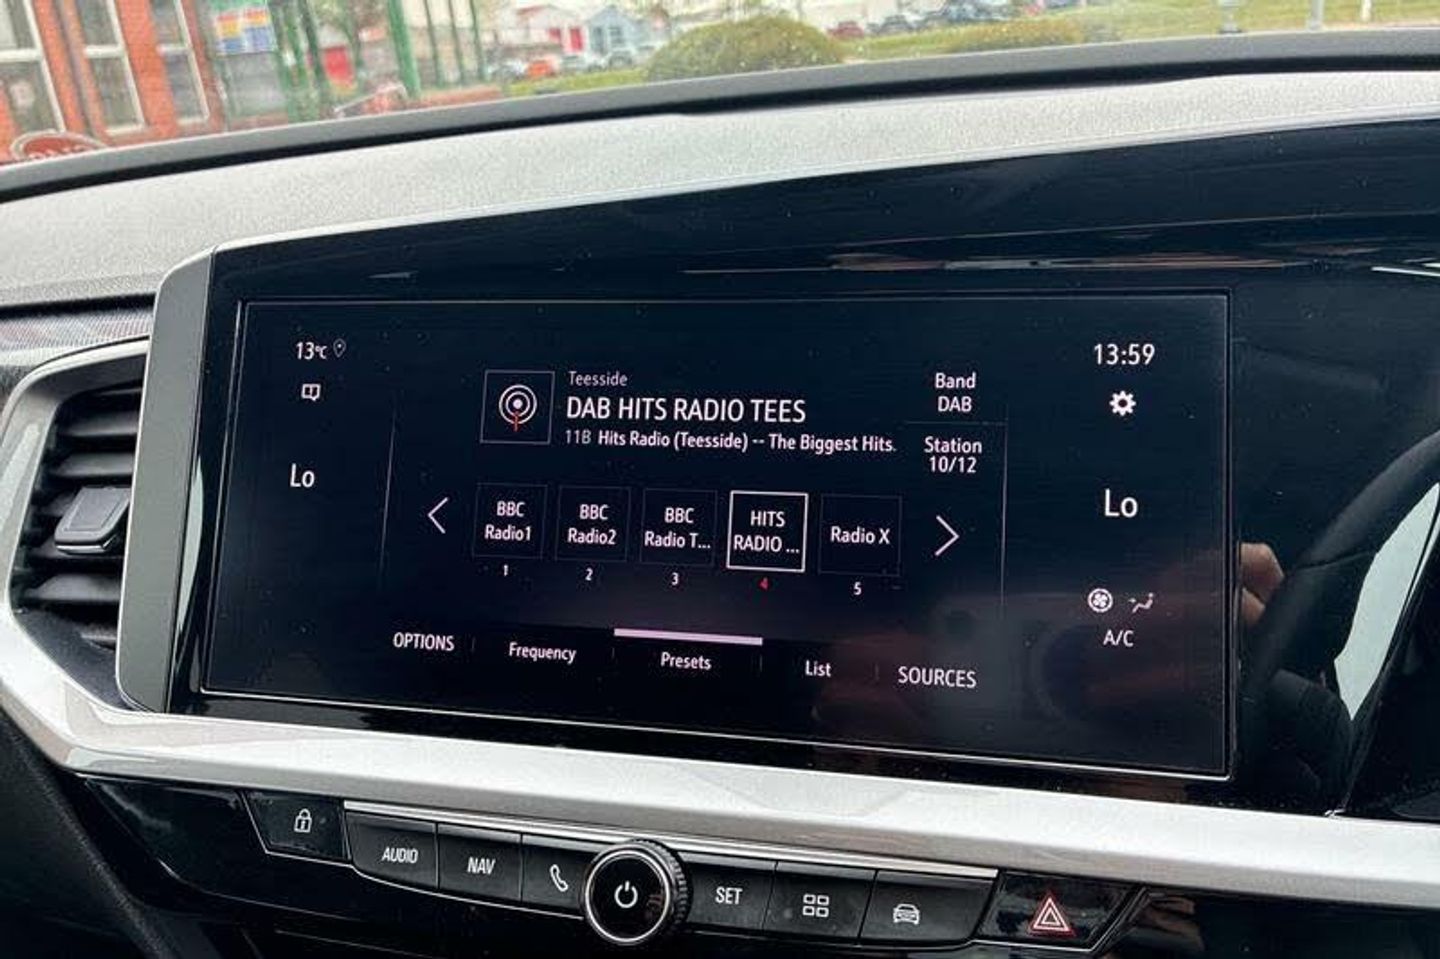 13°C
13:59
Teesside
DAB HITS RADIO TEES
11B Hits Radio (Teesside) -- The Biggest Hits.
Band
DAB
Station
10/12
Lo
Lo
BBC
Radio1
BBC
Radio2
BBC
Radio T...
HITS
RADIO ...
Radio X
1
2
3
4
5
A/C
OPTIONS
Frequency
Presets
List
SOURCES
AUDIO
NAV
SET